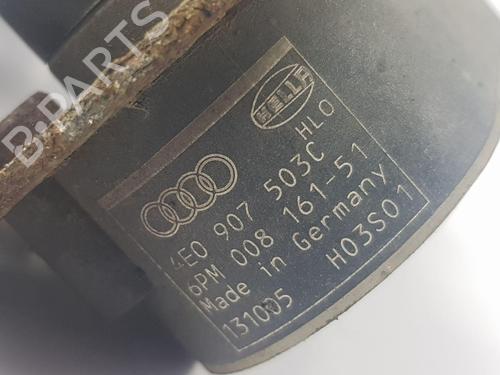 B-PARTS
HELLA
HLO
4E0 907 503C
6PM 008 161-51
Made in Germany
131005 H03S01